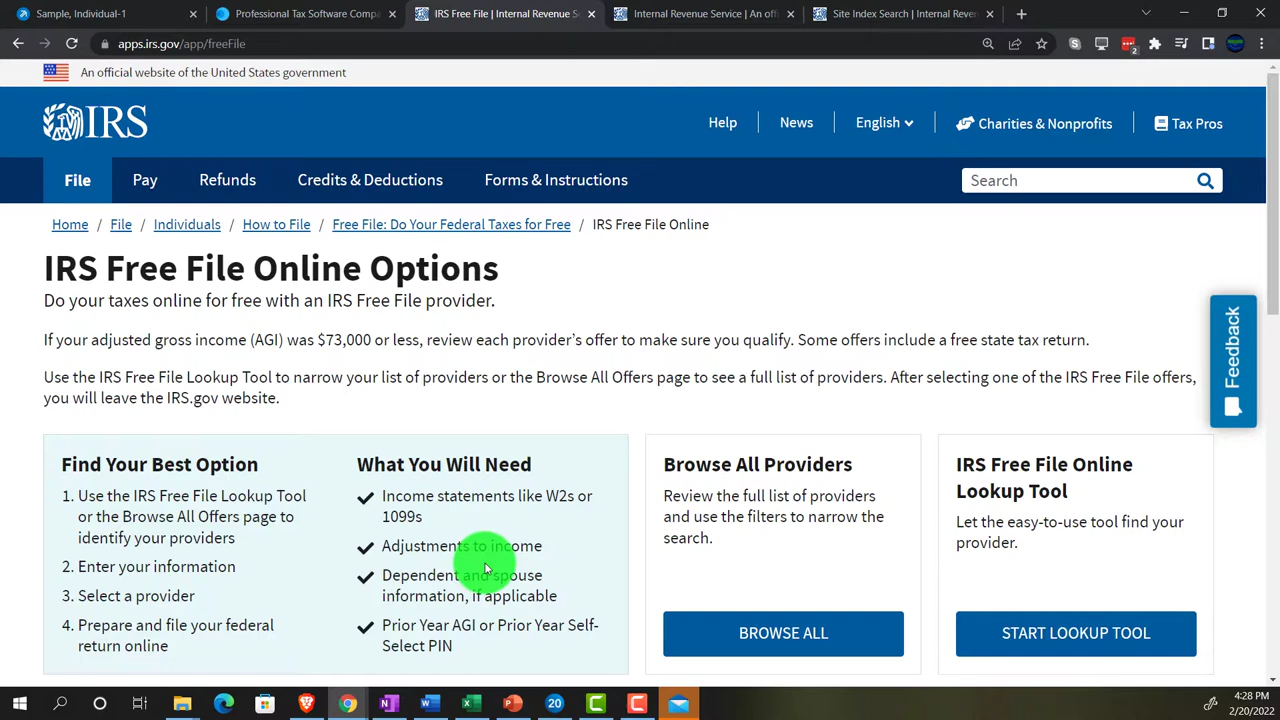 Sample, Individual-1
Professional Tax Software Compa
IRS Free File | Internal Revenue S
Internal Revenue Service | An off
Site Index Search | Internal Reven
apps.irs.gov/app/freeFile
2
An official website of the United States government
IRS
Help
News
English
Charities & Nonprofits
Tax Pros
File
Pay
Refunds
Credits & Deductions
Forms & Instructions
Search
Home / File / Individuals / How to File / Free File: Do Your Federal Taxes for Free / IRS Free File Online
IRS Free File Online Options
Do your taxes online for free with an IRS Free File provider.
If your adjusted gross income (AGI) was $73,000 or less, review each provider's offer to make sure you qualify. Some offers include a free state tax return.
Use the IRS Free File Lookup Tool to narrow your list of providers or the Browse All Offers page to see a full list of providers. After selecting one of the IRS Free File offers,
you will leave the IRS.gov website.
Feedback
Find Your Best Option
1. Use the IRS Free File Lookup Tool
or the Browse All Offers page to
identify your providers
2. Enter your information
3. Select a provider
4. Prepare and file your federal
return online
What You Will Need
Income statements like W2s or
1099s
Adjustments to income
Dependent and spouse
information, if applicable
Prior Year AGI or Prior Year Self-
Select PIN
Browse All Providers
Review the full list of providers
and use the filters to narrow the
search.
BROWSE ALL
IRS Free File Online
Lookup Tool
Let the easy-to-use tool find your
provider.
START LOOKUP TOOL
20
4:28 PM
2/20/2022